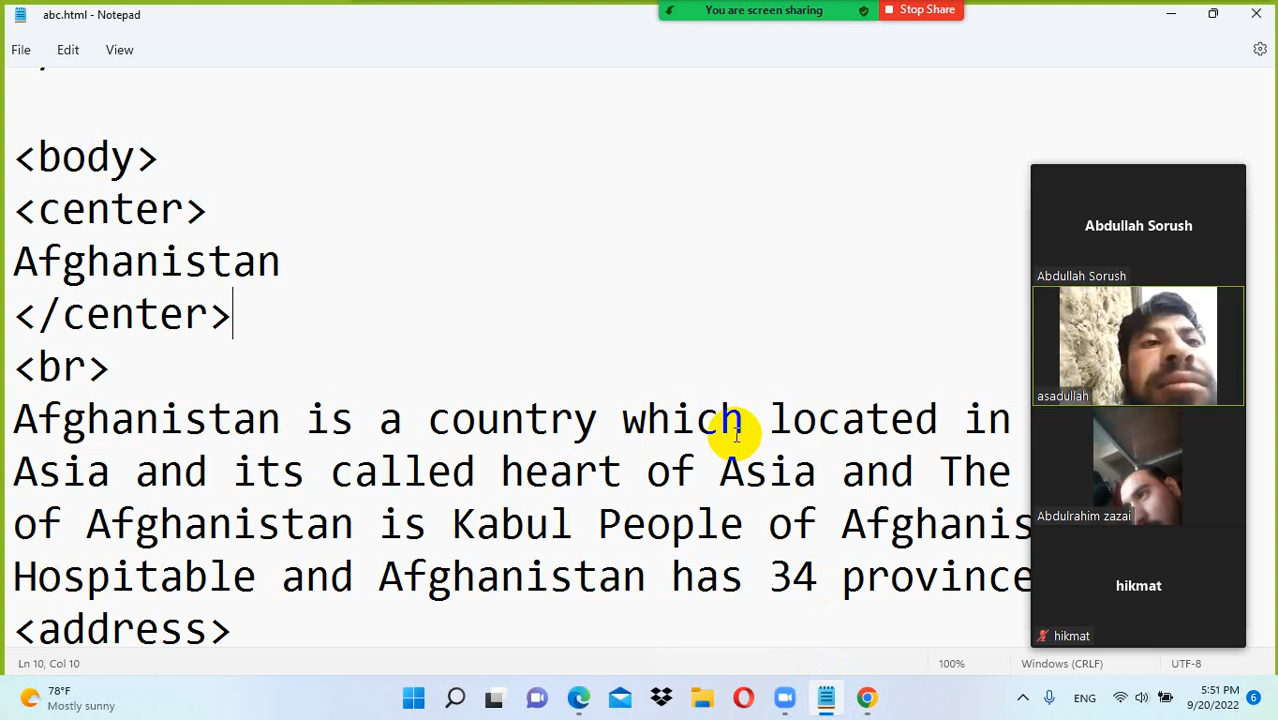 abc.html - Notepad
You are screen sharing
Stop Share
File
Edit
View
<body>
<center>
Afghanistan
</center>
<br>
Afghanistan is a country which located in
Asia and its called heart of Asia and The
of Afghanistan is Kabul People of Afghanis
Hospitable and Afghanistan has 34 province
<address>
Abdullah Sorush
Abdullah Sorush
asadullah
Abdulrahim zazai
hikmat
hikmat
Ln 10, Col 10
100%
Windows (CRLF)
UTF-8
78°F
Mostly sunny
ENG
5:51 PM
9/20/2022
6